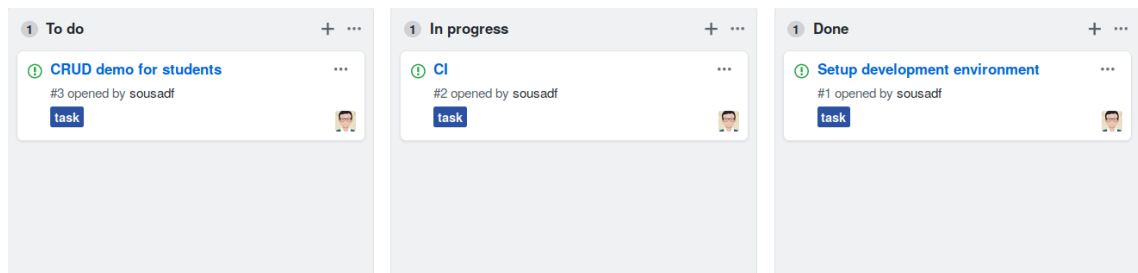 1 To do
CRUD demo for students
#3 opened by sousadf
task
1 In progress
CI
#2 opened by sousadf
task
1 Done
Setup development environment
#1 opened by sousadf
task